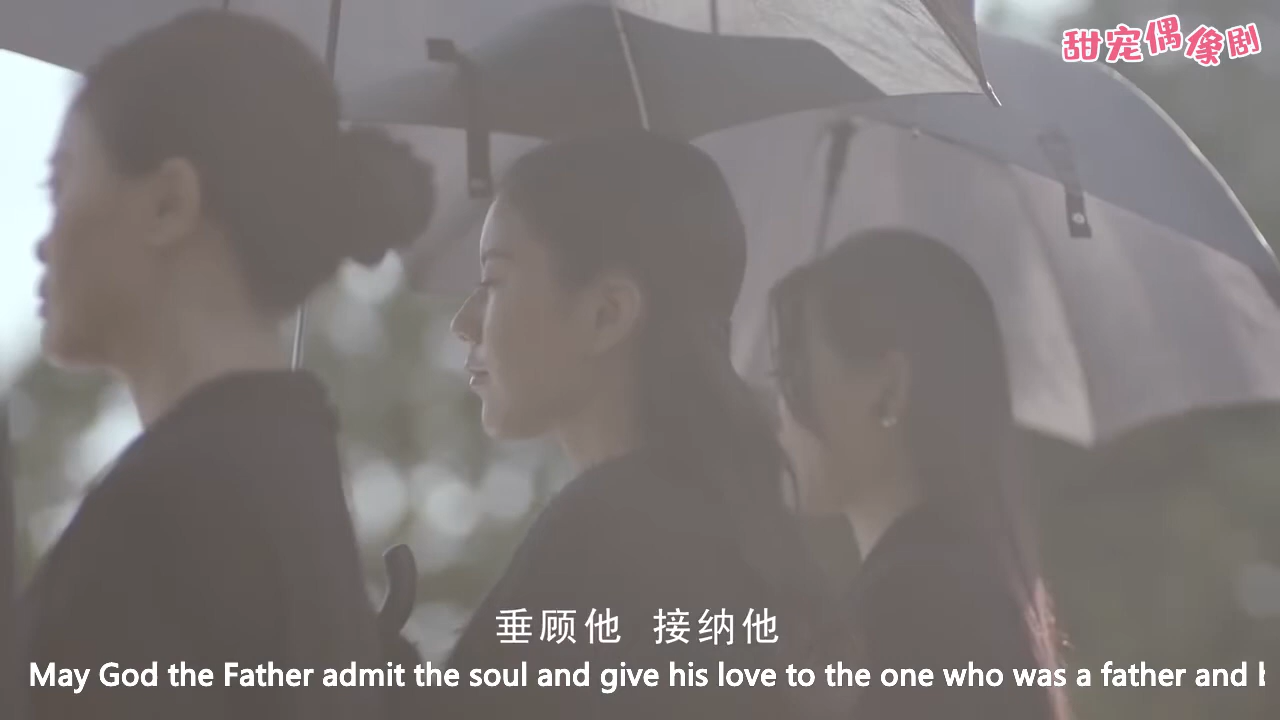 甜宠偶像剧
垂顾他 接纳他
May God the Father admit the soul and give his love to the one who was a father and